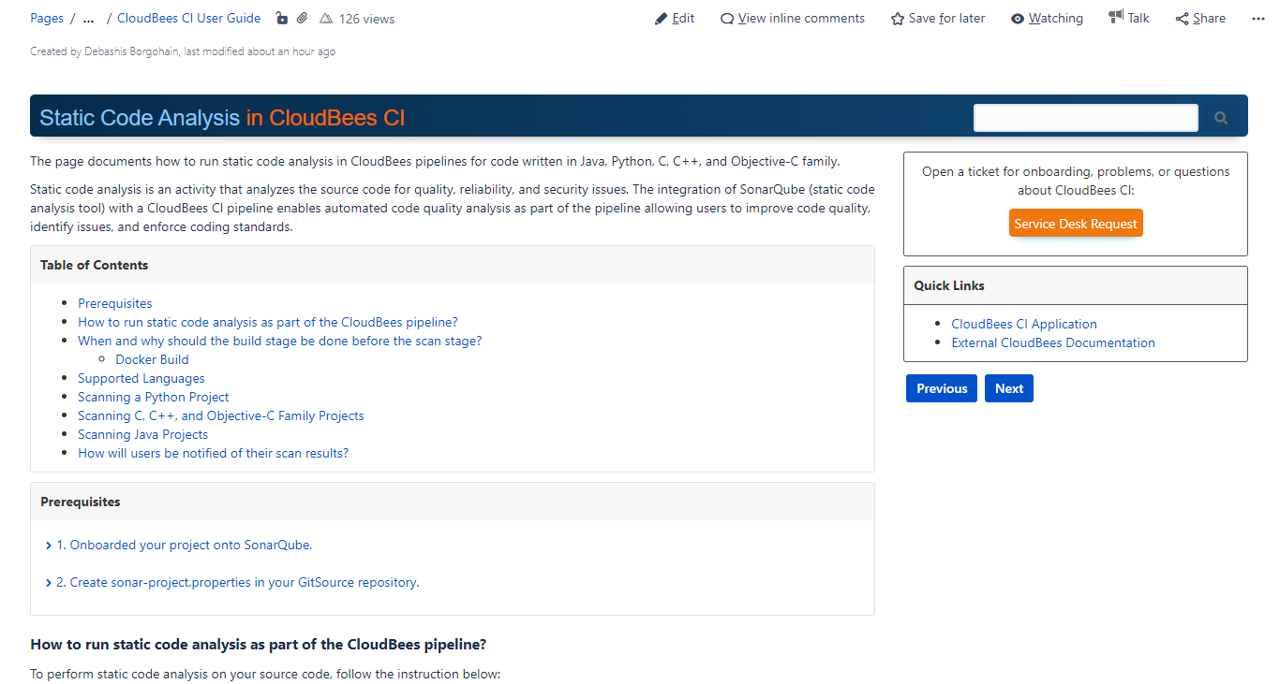 Pages / ... / CloudBees CI User Guide 126 views
Edit View inline comments Save for later Watching Talk Share ...
Created by Debashis Borgohain, last modified about an hour ago
Static Code Analysis in CloudBees CI
The page documents how to run static code analysis in CloudBees pipelines for code written in Java, Python, C, C++, and Objective-C family.
Static code analysis is an activity that analyzes the source code for quality, reliability, and security issues. The integration of SonarQube (static code
analysis tool) with a CloudBees CI pipeline enables automated code quality analysis as part of the pipeline allowing users to improve code quality,
identify issues, and enforce coding standards.
Table of Contents
• Prerequisites
• How to run static code analysis as part of the CloudBees pipeline?
• When and why should the build stage be done before the scan stage?
◦ Docker Build
• Supported Languages
• Scanning a Python Project
• Scanning C, C++, and Objective-C Family Projects
• Scanning Java Projects
• How will users be notified of their scan results?
Prerequisites
1. Onboarded your project onto SonarQube.
2. Create sonar-project.properties in your GitSource repository.
How to run static code analysis as part of the CloudBees pipeline?
To perform static code analysis on your source code, follow the instruction below:
Open a ticket for onboarding, problems, or questions
about CloudBees CI:
Service Desk Request
Quick Links
• CloudBees CI Application
• External CloudBees Documentation
Previous Next